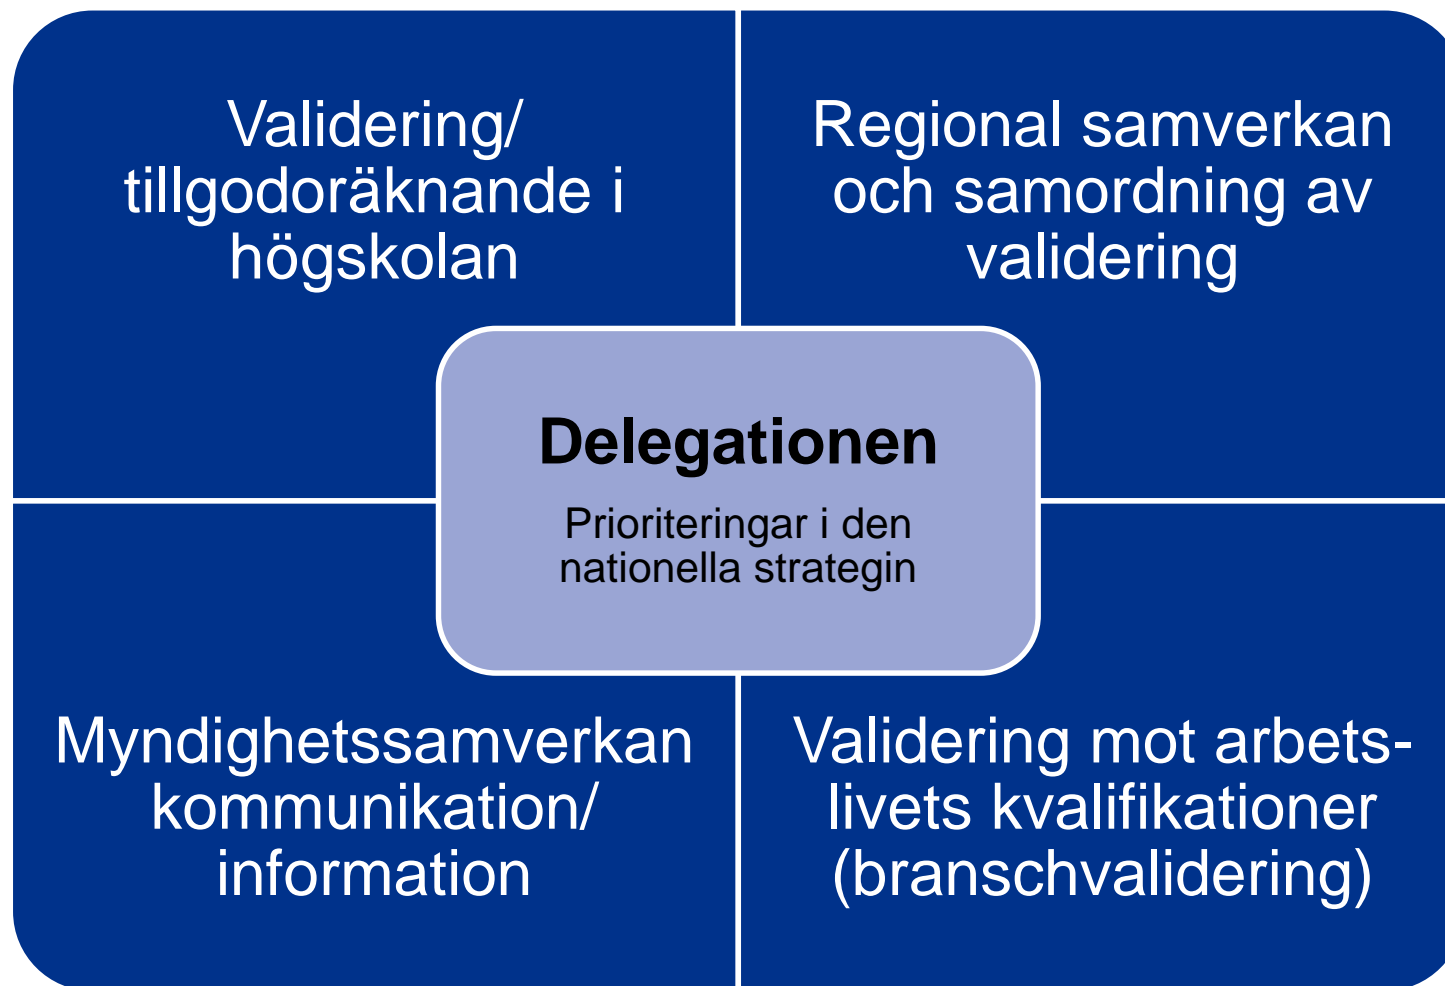 Validering/
tillgodoräknande i
högskolan
Regional samverkan
och samordning av
validering
Delegationen
Prioriteringar i den
nationella strategin
Myndighetssamverkan
kommunikation/
information
Validering mot arbets-
livets kvalifikationer
(branschvalidering)